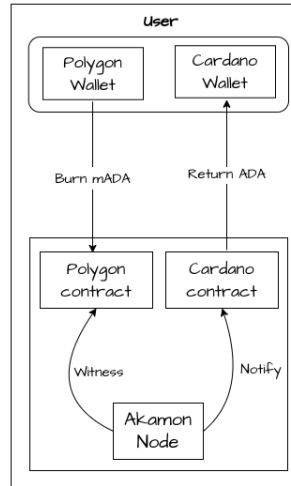 User
Polygon
Wallet
Cardano
Wallet
Burn mADA
Return ADA
Polygon
contract
Cardano
contract
Witness
Notify
Akamon
Node